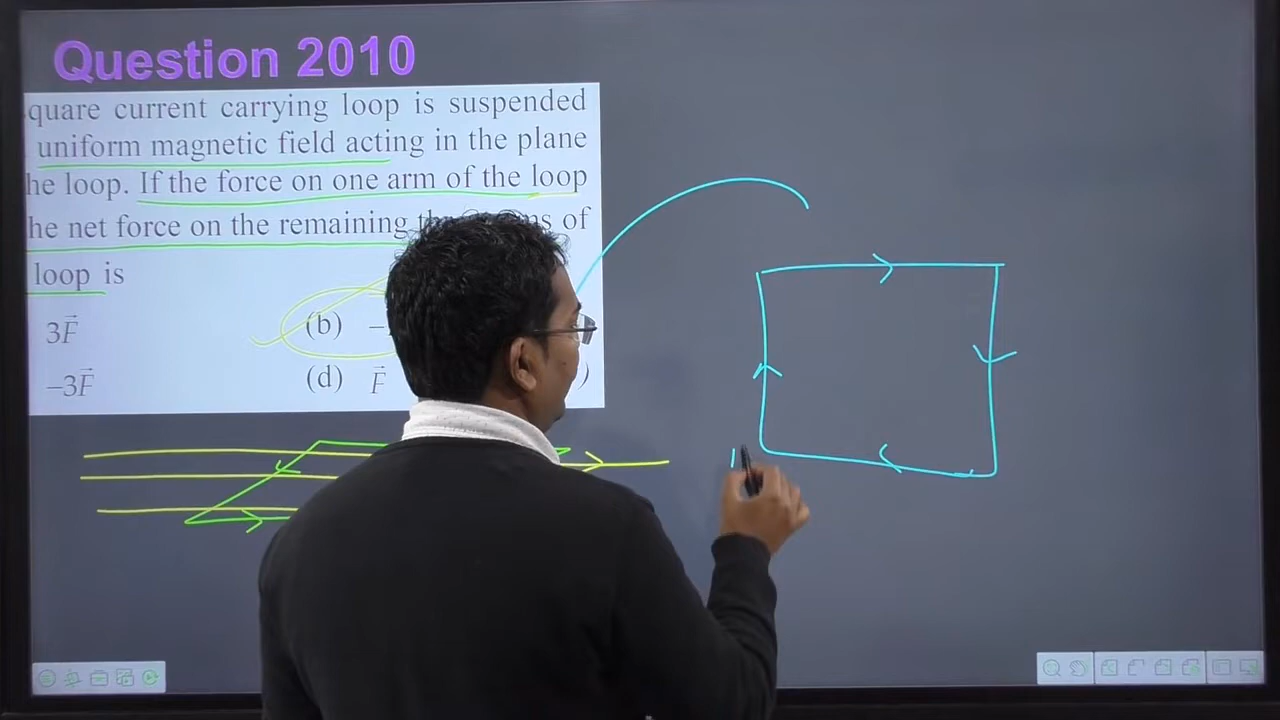 Question 2010
quare current carrying loop is suspended
uniform magnetic field acting in the plane
he loop. If the force on one arm of the loop
he net force on the remaining of
loop is
3F⃗
(b) –
–3F⃗
(d) F⃗ )